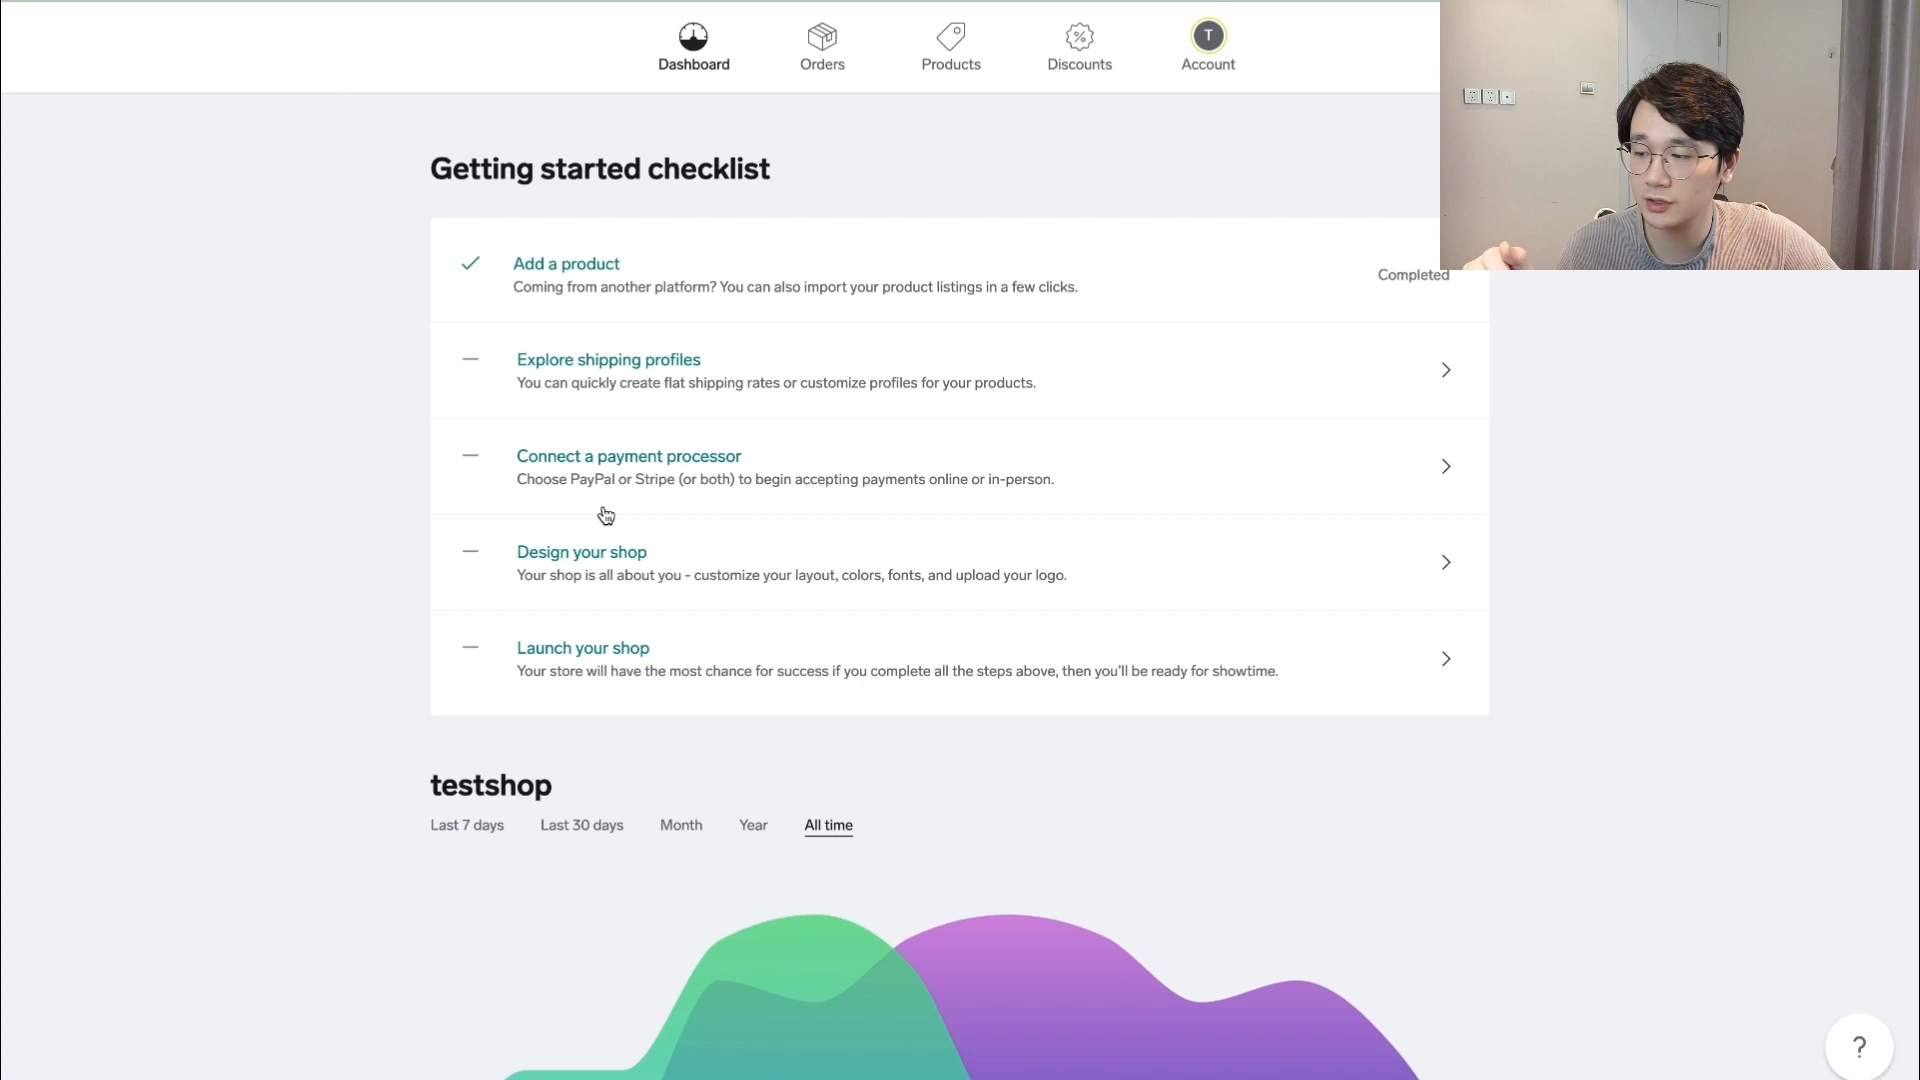 Dashboard
Orders
Products
Discounts
T
Account
Getting started checklist
Add a product
Coming from another platform? You can also import your product listings in a few clicks.
Completed
Explore shipping profiles
You can quickly create flat shipping rates or customize profiles for your products.
Connect a payment processor
Choose PayPal or Stripe (or both) to begin accepting payments online or in-person.
Design your shop
Your shop is all about you - customize your layout, colors, fonts, and upload your logo.
Launch your shop
Your store will have the most chance for success if you complete all the steps above, then you'll be ready for showtime.
testshop
Last 7 days
Last 30 days
Month
Year
All time
?